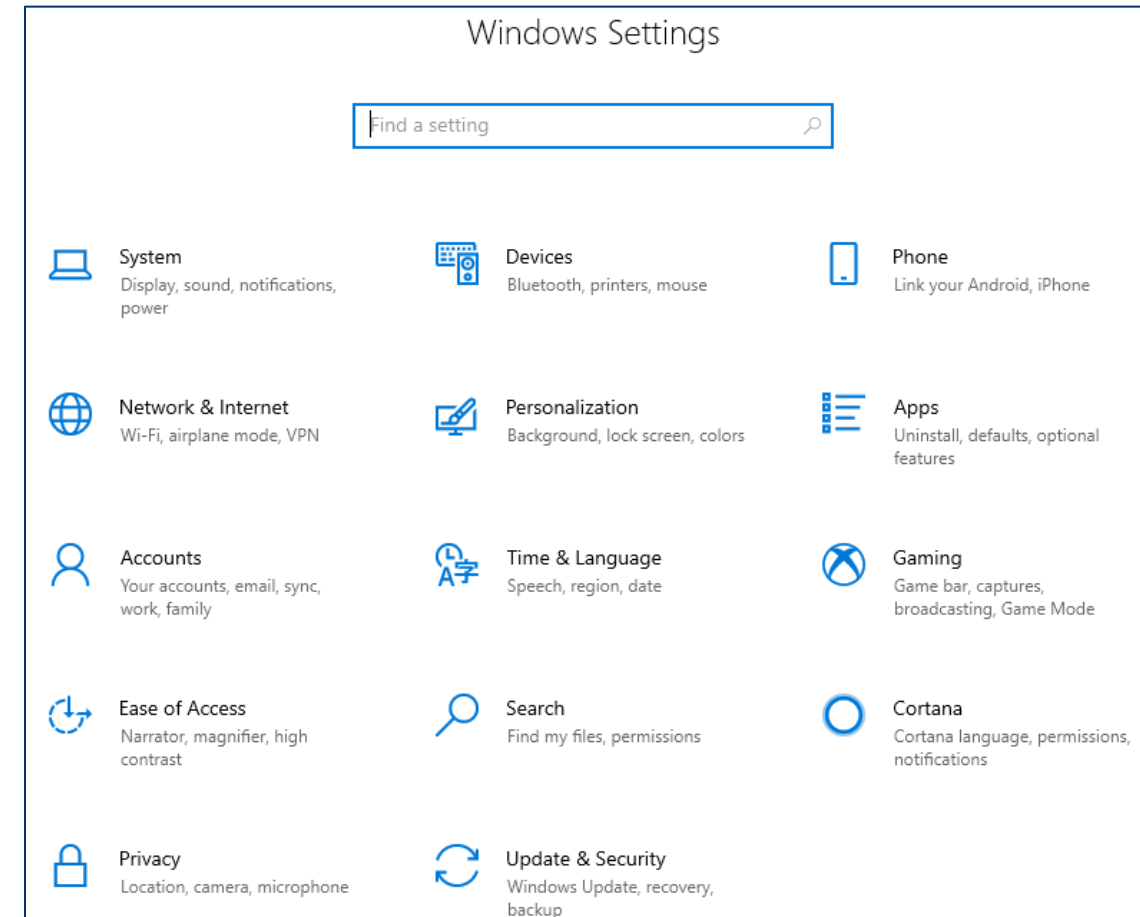 Windows Settings
Find a setting
System
Display, sound, notifications,
power
Devices
Bluetooth, printers, mouse
Phone
Link your Android, iPhone
Network & Internet
Wi-Fi, airplane mode, VPN
Personalization
Background, lock screen, colors
Apps
Uninstall, defaults, optional
features
Accounts
Your accounts, email, sync,
work, family
Time & Language
Speech, region, date
Gaming
Game bar, captures,
broadcasting, Game Mode
Ease of Access
Narrator, magnifier, high
contrast
Search
Find my files, permissions
Cortana
Cortana language, permissions,
notifications
Privacy
Location, camera, microphone
Update & Security
Windows Update, recovery,
backup